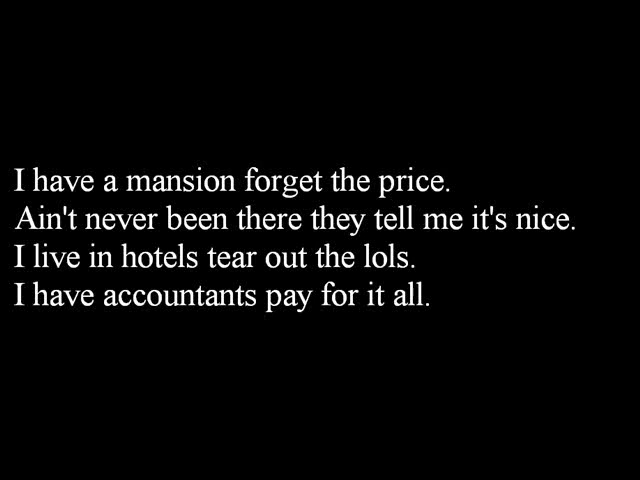 I have a mansion forget the price.
Ain't never been there they tell me it's nice.
I live in hotels tear out the lols.
I have accountants pay for it all.